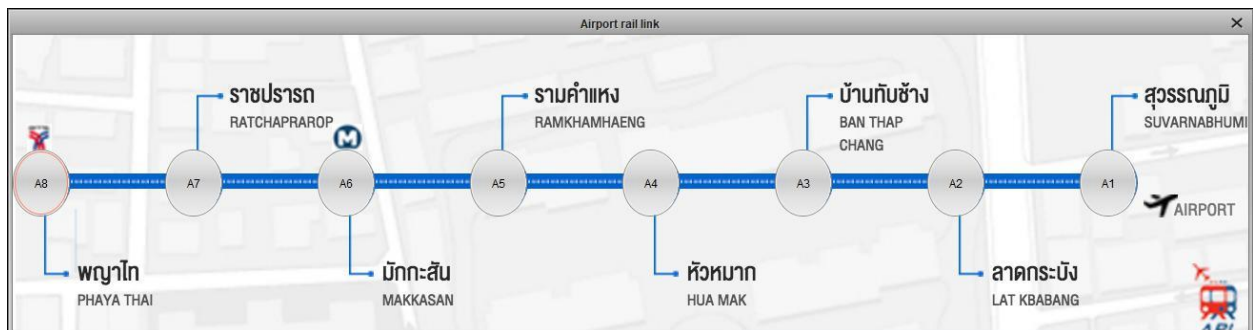 Airport rail link
ราชปรารถ
RATCHAPRAROP
รามคำแหง
RAMKHAMHAENG
บ้านทับช้าง
BAN THAP
CHANG
สุวรรณภูมิ
SUVARNABHUMI
M
A8
A7
A6
A5
A4
A3
A2
A1
AIRPORT
พญาไท
PHAYA THAI
มักกะสัน
MAKKASAN
หัวหมาก
HUA MAK
ลาดกระบัง
LAT KBABANG